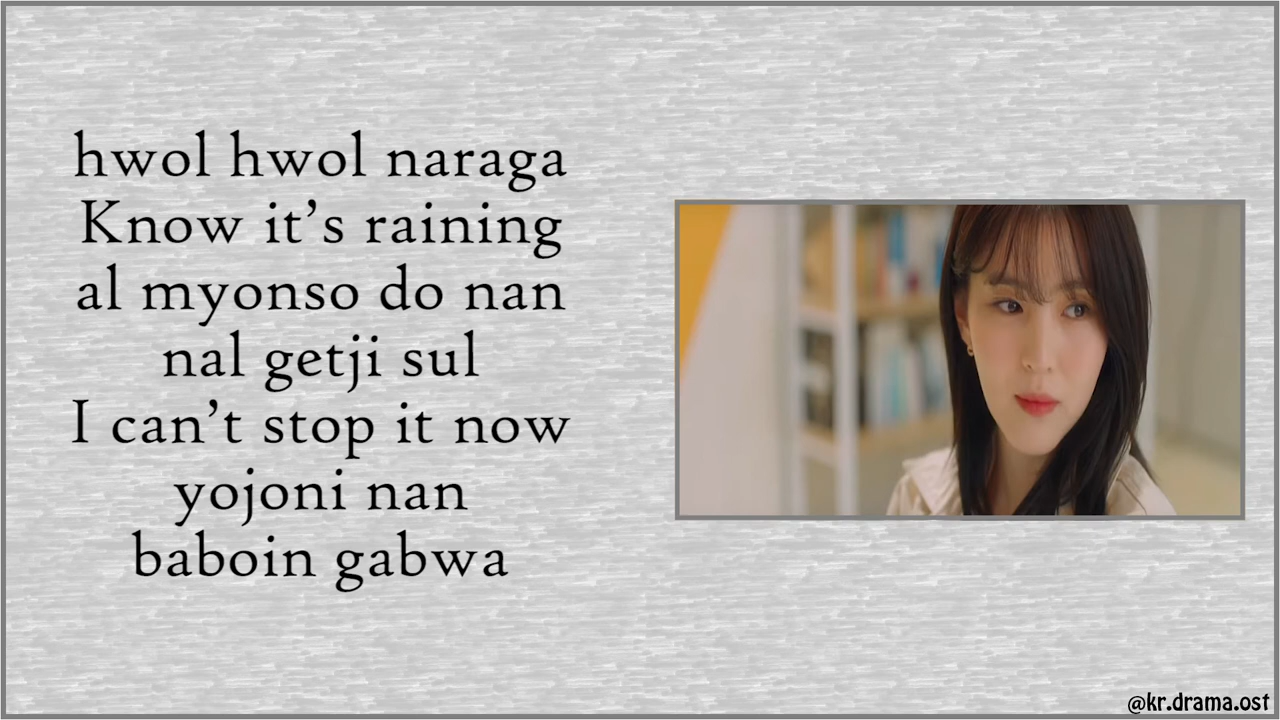 hwol hwol naraga
Know it’s raining
al myonso do nan
nal getji sul
I can’t stop it now
yojoni nan
baboin gabwa
@kr.drama.ost